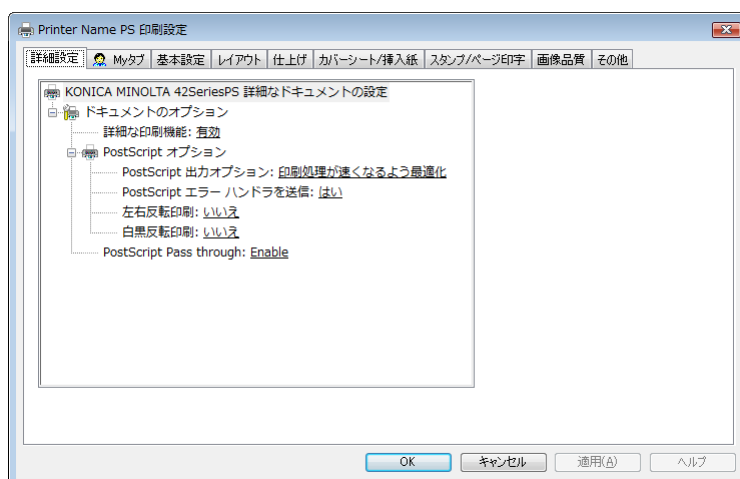 Printer Name PS 印刷設定
詳細設定 Myタブ 基本設定 レイアウト 仕上げ カバーシート/挿入紙 スタンプ/ページ印字 画像品質 その他
KONICA MINOLTA 42SeriesPS 詳細なドキュメントの設定
ドキュメントのオプション
詳細な印刷機能: 有効
PostScript オプション
PostScript 出力オプション: 印刷処理が速くなるよう最適化
PostScript エラー ハンドラを送信: はい
左右反転印刷: いいえ
白黒反転印刷: いいえ
PostScript Pass through: Enable
OK キャンセル 適用(A) ヘルプ